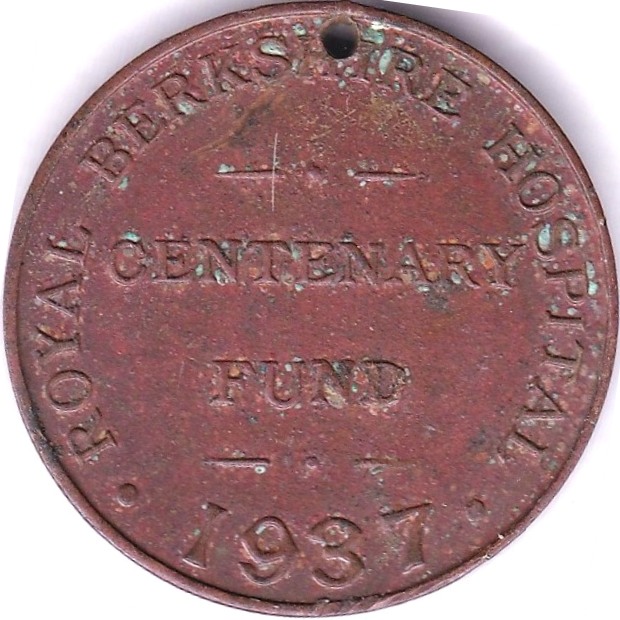 ROYAL BERKSHIRE HOSPITAL
CENTENARY
FUND
1937